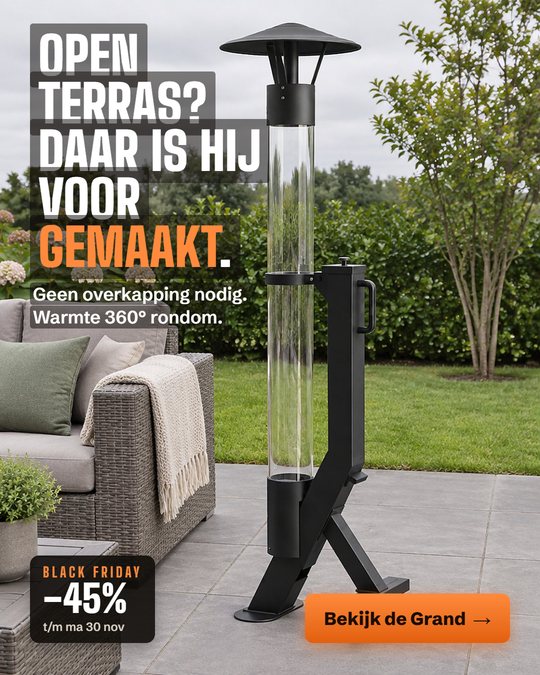 OPEN
TERRAS?
DAAR IS HIJ
VOOR
GEMAAKT.
Geen overkapping nodig.
Warmte 360° rondom.
BLACK FRIDAY
–45%
t/m ma 30 nov
Bekijk de Grand →